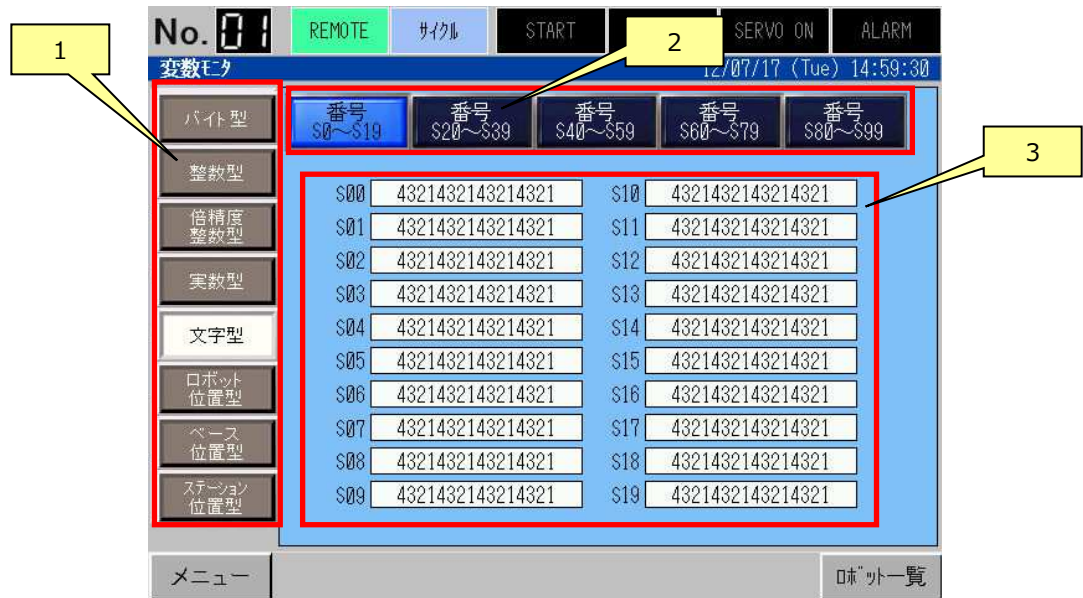 No. 01 REMOTE サイクル START SERVO ON ALARM
変数モニタ 12/07/17 (Tue) 14:59:30
1
2
3
バイト型
整数型
倍精度
整数型
実数型
文字型
ロボット
位置型
ベース
位置型
ステーション
位置型
番号
S0～S19
番号
S20～S39
番号
S40～S59
番号
S60～S79
番号
S80～S99
S00 4321432143214321 S10 4321432143214321
S01 4321432143214321 S11 4321432143214321
S02 4321432143214321 S12 4321432143214321
S03 4321432143214321 S13 4321432143214321
S04 4321432143214321 S14 4321432143214321
S05 4321432143214321 S15 4321432143214321
S06 4321432143214321 S16 4321432143214321
S07 4321432143214321 S17 4321432143214321
S08 4321432143214321 S18 4321432143214321
S09 4321432143214321 S19 4321432143214321
メニュー ロボット一覧